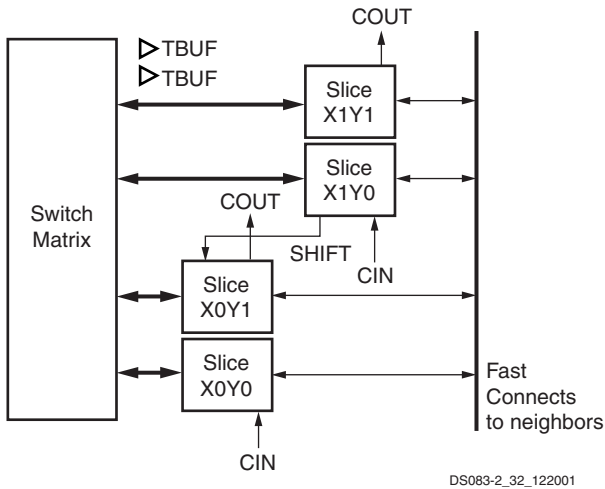 COUT
TBUF
TBUF
Slice
X1Y1
Slice
X1Y0
COUT
Switch
Matrix
SHIFT
CIN
Slice
X0Y1
Slice
X0Y0
Fast
Connects
to neighbors
CIN
DS083-2_32_122001